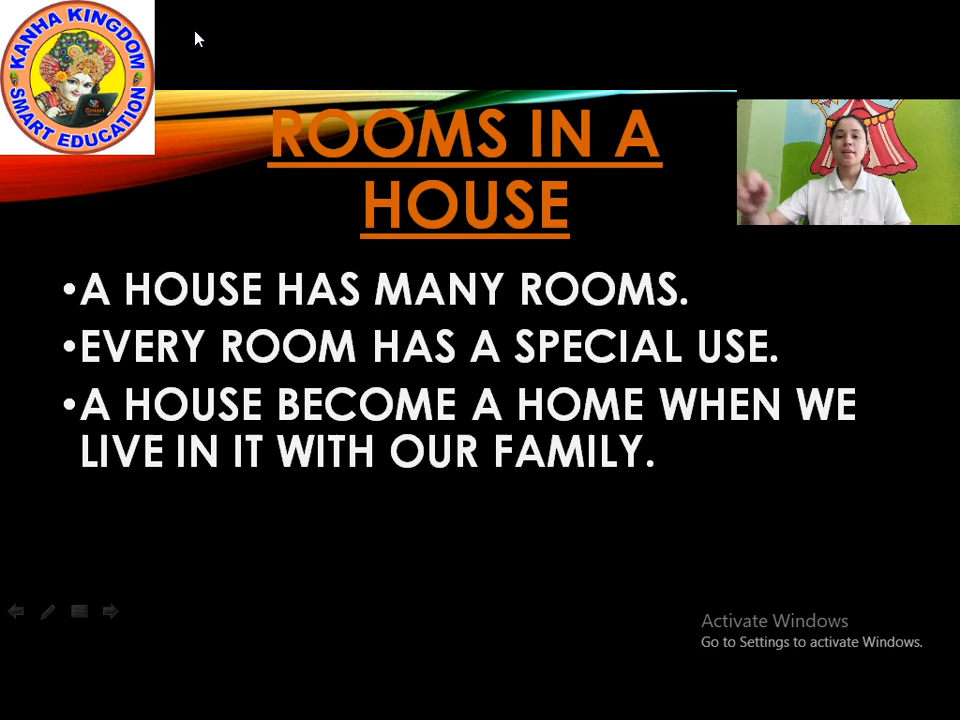 KANHA KINGDOM
SMART EDUCATION
ROOMS IN A
HOUSE
•A HOUSE HAS MANY ROOMS.
•EVERY ROOM HAS A SPECIAL USE.
•A HOUSE BECOME A HOME WHEN WE
LIVE IN IT WITH OUR FAMILY.
Activate Windows
Go to Settings to activate Windows.